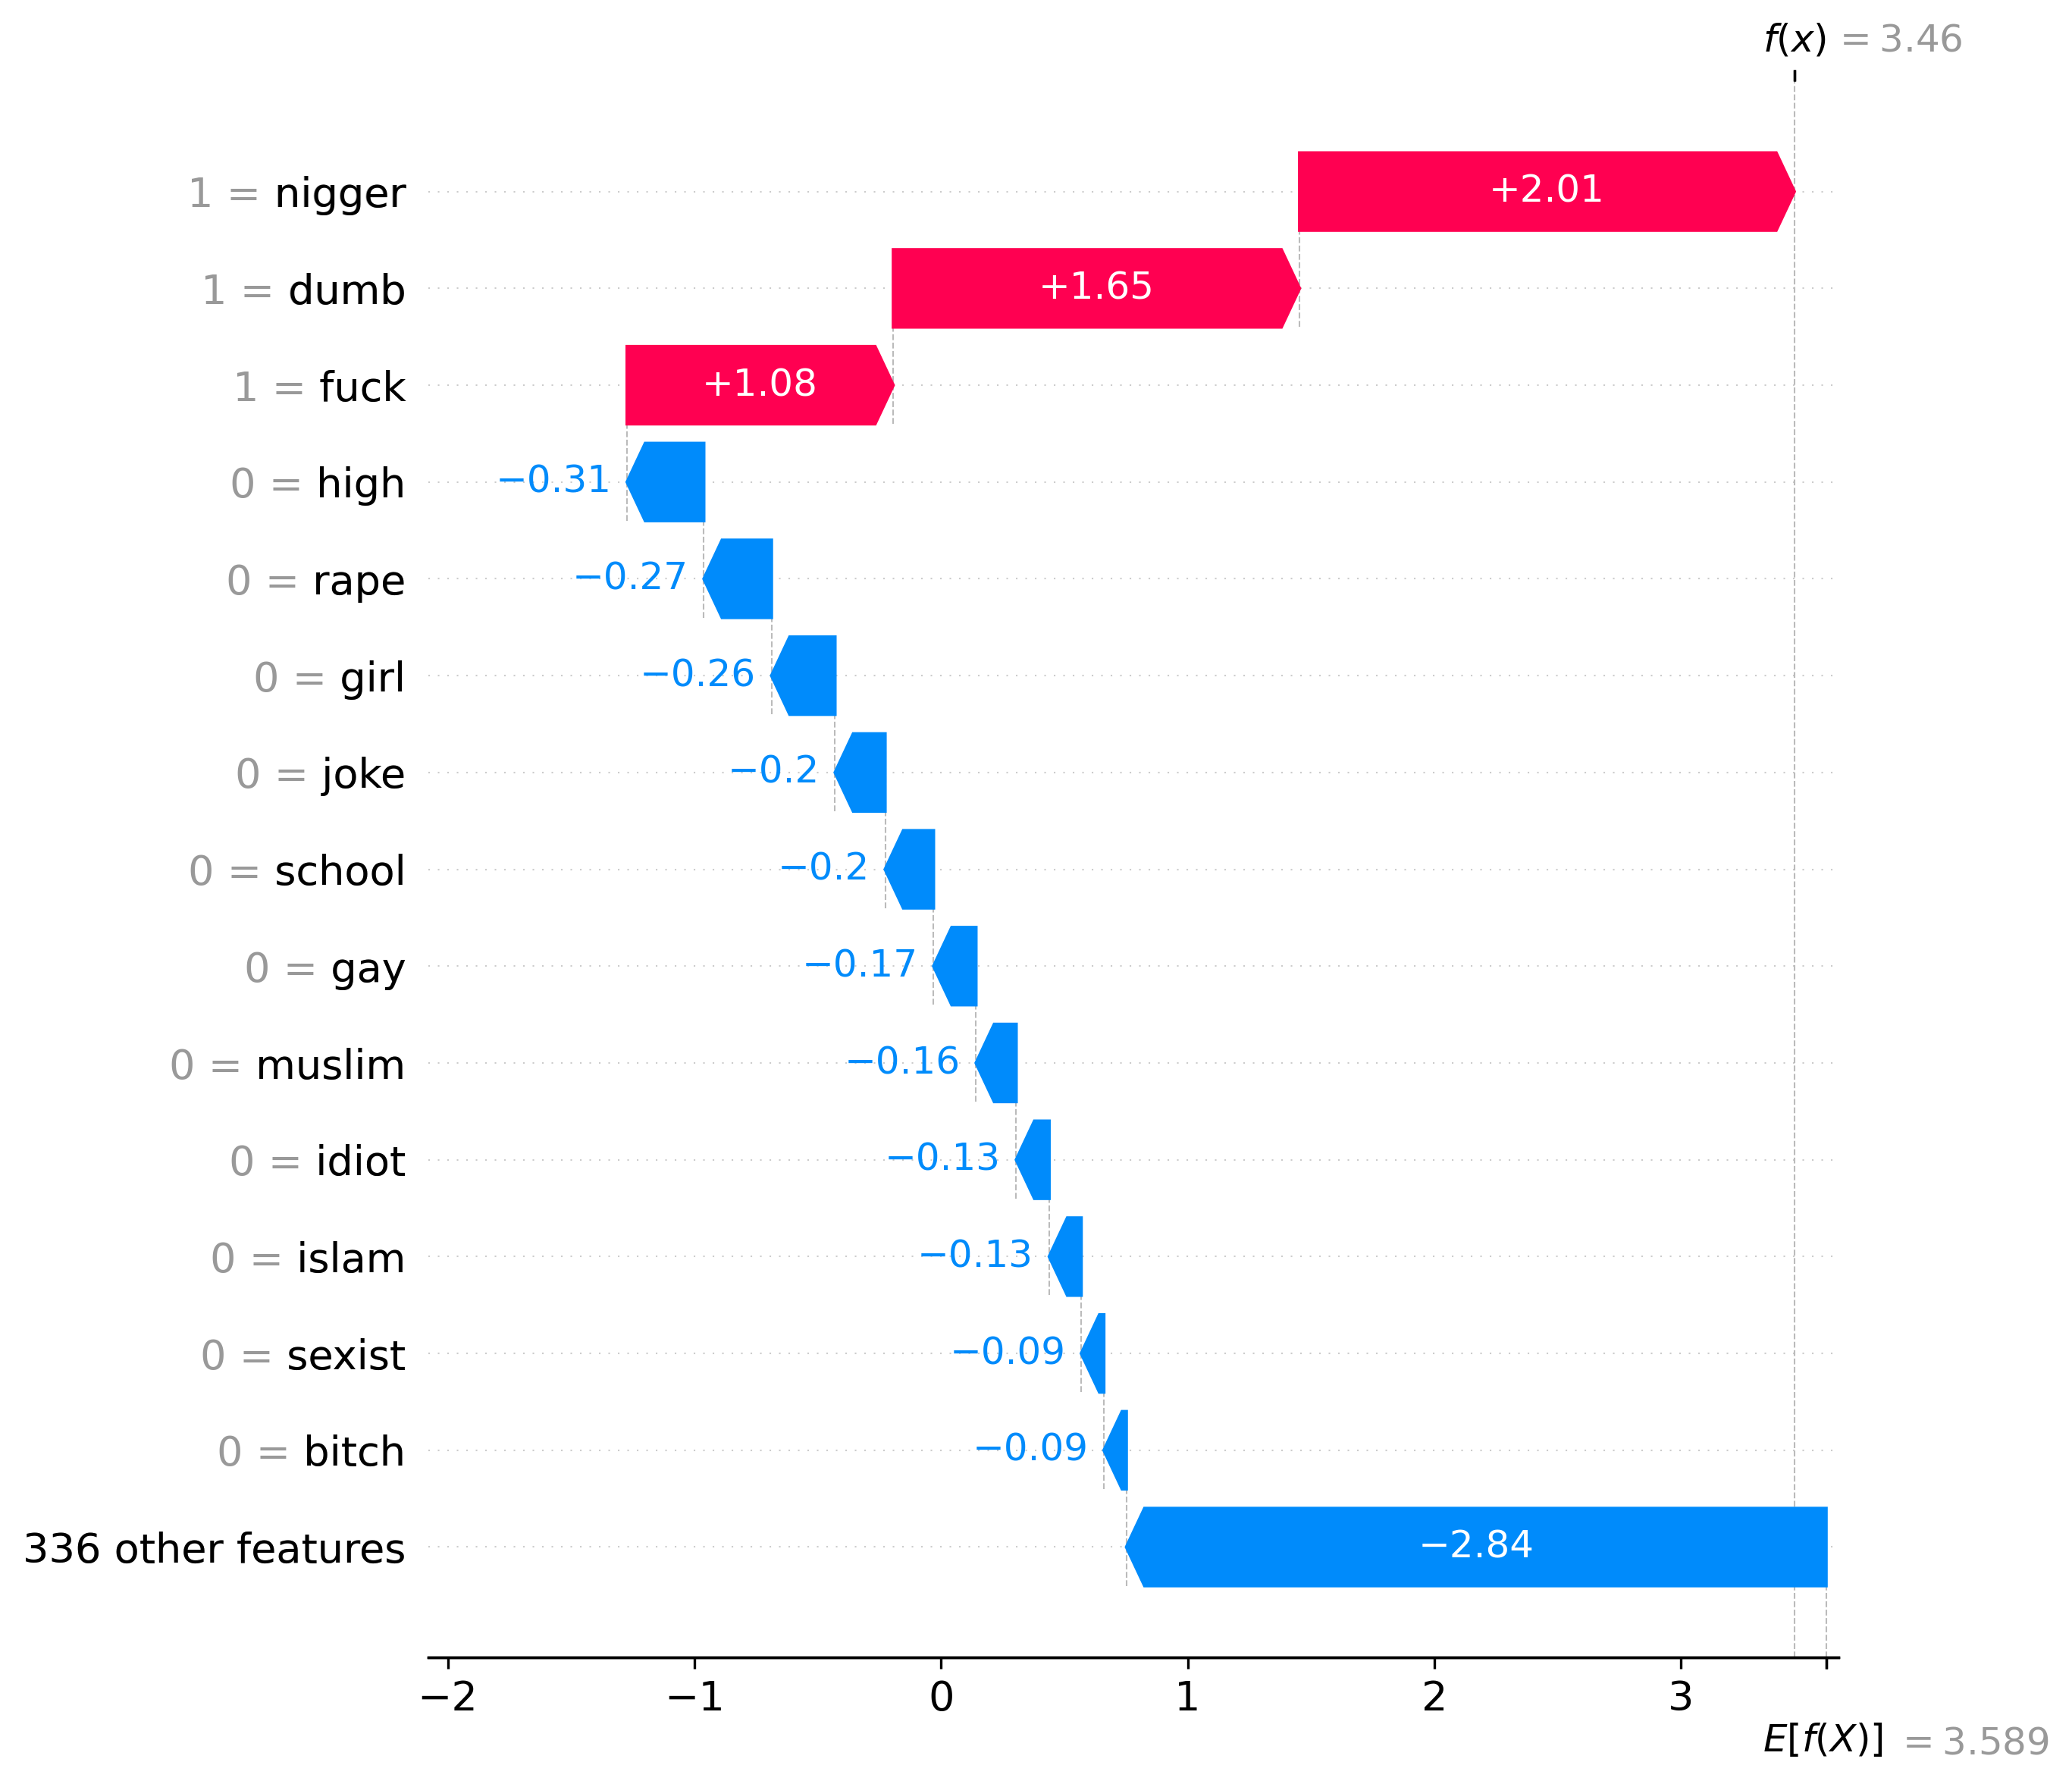 f(x) = 3.46
1 = nigger +2.01
1 = dumb +1.65
1 = fuck +1.08
0 = high −0.31
0 = rape −0.27
0 = girl −0.26
0 = joke −0.2
0 = school −0.2
0 = gay −0.17
0 = muslim −0.16
0 = idiot −0.13
0 = islam −0.13
0 = sexist −0.09
0 = bitch −0.09
336 other features −2.84
−2 −1 0 1 2 3
E[f(X)] = 3.589